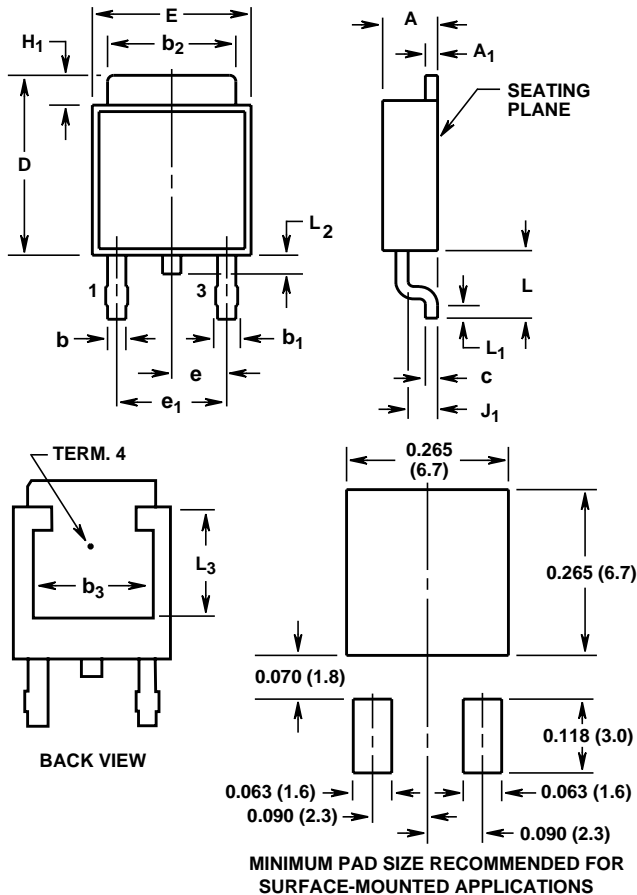 E
A
H1
b2
A1
SEATING
PLANE
D
L2
1
3
L
b
b1
L1
e
c
e1
J1
TERM. 4
0.265
(6.7)
L3
b3
0.265 (6.7)
0.070 (1.8)
BACK VIEW
0.118 (3.0)
0.063 (1.6)
0.063 (1.6)
0.090 (2.3)
0.090 (2.3)
MINIMUM PAD SIZE RECOMMENDED FOR
SURFACE-MOUNTED APPLICATIONS